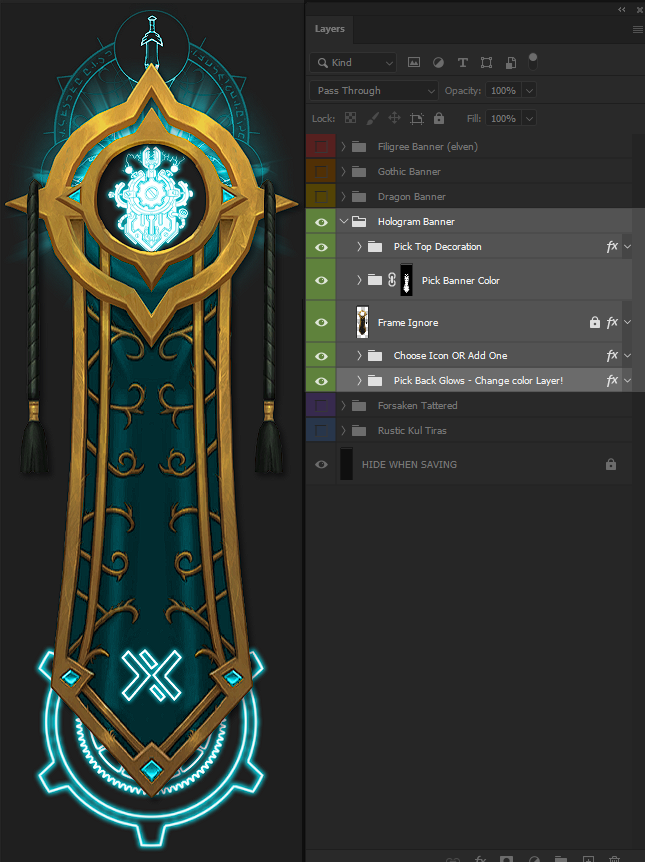 Layers
Kind
Pass Through
Opacity: 100%
Lock:
Fill: 100%
Filigree Banner (elven)
Gothic Banner
Dragon Banner
Hologram Banner
Pick Top Decoration fx
Pick Banner Color
Frame Ignore fx
Choose Icon OR Add One fx
Pick Back Glows - Change color Layer! fx
Forsaken Tattered
Rustic Kul Tiras
HIDE WHEN SAVING
fx